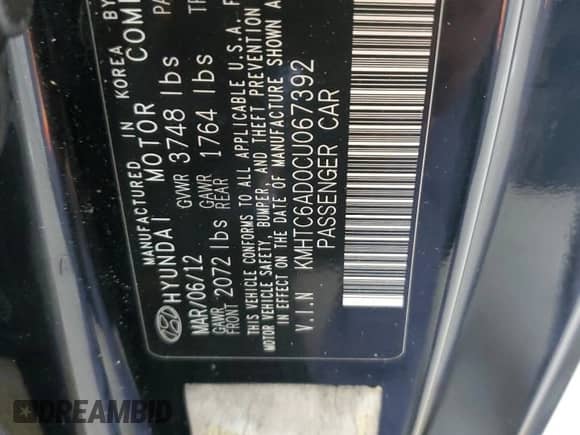 MANUFACTURED IN KOREA BY
HYUNDAI MOTOR COMP
MAR/06/12 GVWR 3748 lbs
GAWR FRONT 2072 lbs GAWR REAR 1764 lbs
THIS VEHICLE CONFORMS TO ALL APPLICABLE U.S.A. F
MOTOR VEHICLE SAFETY, BUMPER, AND THEFT PREVENTION
IN EFFECT ON THE DATE OF MANUFACTURE SHOWN A
V.I.N KMHTC6AD0CU067392
PASSENGER CAR
DREAMBID